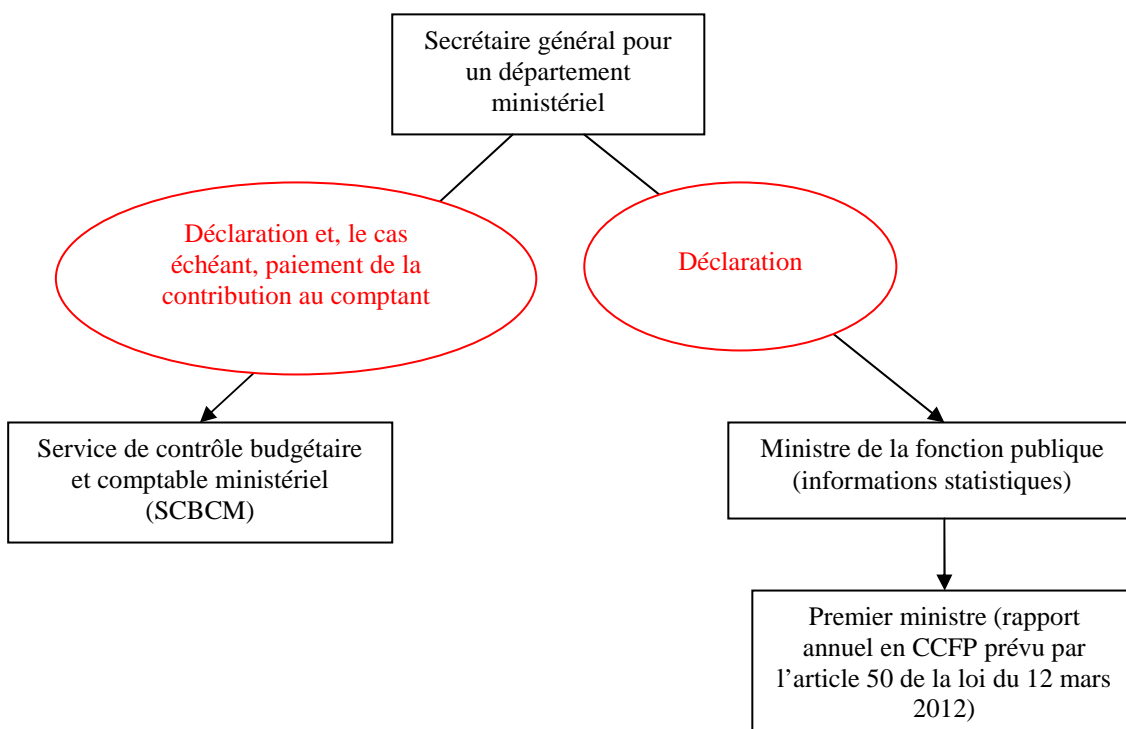 Secrétaire général pour
un département
ministériel
Déclaration et, le cas
échéant, paiement de la
contribution au comptant
Déclaration
Service de contrôle budgétaire
et comptable ministériel
(SCBCM)
Ministre de la fonction publique
(informations statistiques)
Premier ministre (rapport
annuel en CCFP prévu par
l’article 50 de la loi du 12 mars
2012)